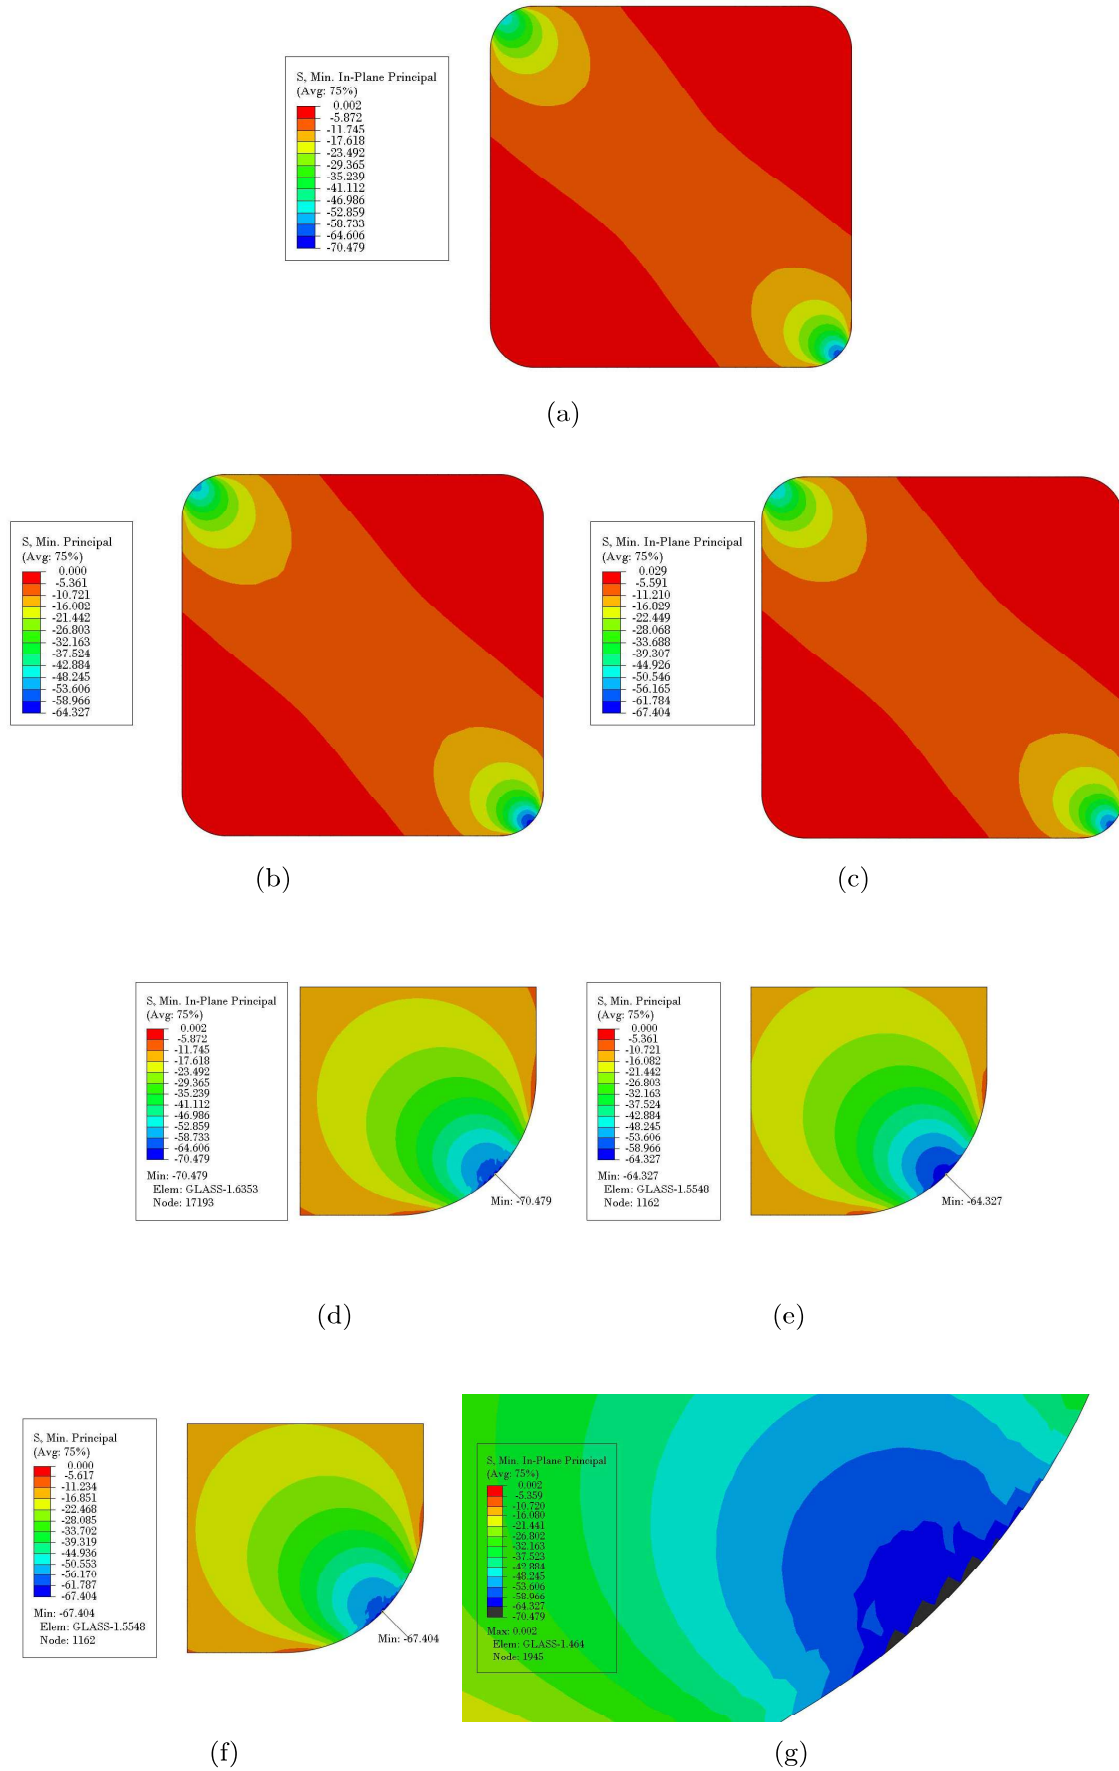 S, Min. In-Plane Principal
(Avg: 75%)
0.002
-5.872
-11.745
-17.618
-23.492
-29.365
-35.239
-41.112
-46.986
-52.859
-58.733
-64.606
-70.479
(a)
S, Min. Principal
(Avg: 75%)
0.000
-5.361
-10.721
-16.002
-21.442
-26.803
-32.163
-37.524
-42.884
-48.245
-53.606
-58.966
-64.327
(b)
S, Min. In-Plane Principal
(Avg: 75%)
0.029
-5.591
-11.210
-16.029
-22.449
-28.068
-33.688
-39.307
-44.926
-50.546
-56.165
-61.784
-67.404
(c)
S, Min. In-Plane Principal
(Avg: 75%)
0.002
-5.872
-11.745
-17.618
-23.492
-29.365
-35.239
-41.112
-46.986
-52.859
-58.733
-64.606
-70.479
Min: -70.479
Elem: GLASS-1.6353
Node: 17193
Min: -70.479
(d)
S, Min. Principal
(Avg: 75%)
0.000
-5.361
-10.721
-16.082
-21.442
-26.803
-32.163
-37.524
-42.884
-48.245
-53.606
-58.966
-64.327
Min: -64.327
Elem: GLASS-1.5548
Node: 1162
Min: -64.327
(e)
S, Min. Principal
(Avg: 75%)
0.000
-5.617
-11.234
-16.851
-22.468
-28.085
-33.702
-39.319
-44.936
-50.553
-56.170
-61.787
-67.404
Min: -67.404
Elem: GLASS-1.5548
Node: 1162
Min: -67.404
(f)
S, Min. In-Plane Principal
(Avg: 75%)
0.002
-5.359
-10.720
-16.080
-21.441
-26.802
-32.163
-37.523
-42.884
-48.245
-53.606
-58.966
-64.327
-70.479
Max: 0.002
Elem: GLASS-1.464
Node: 1945
(g)